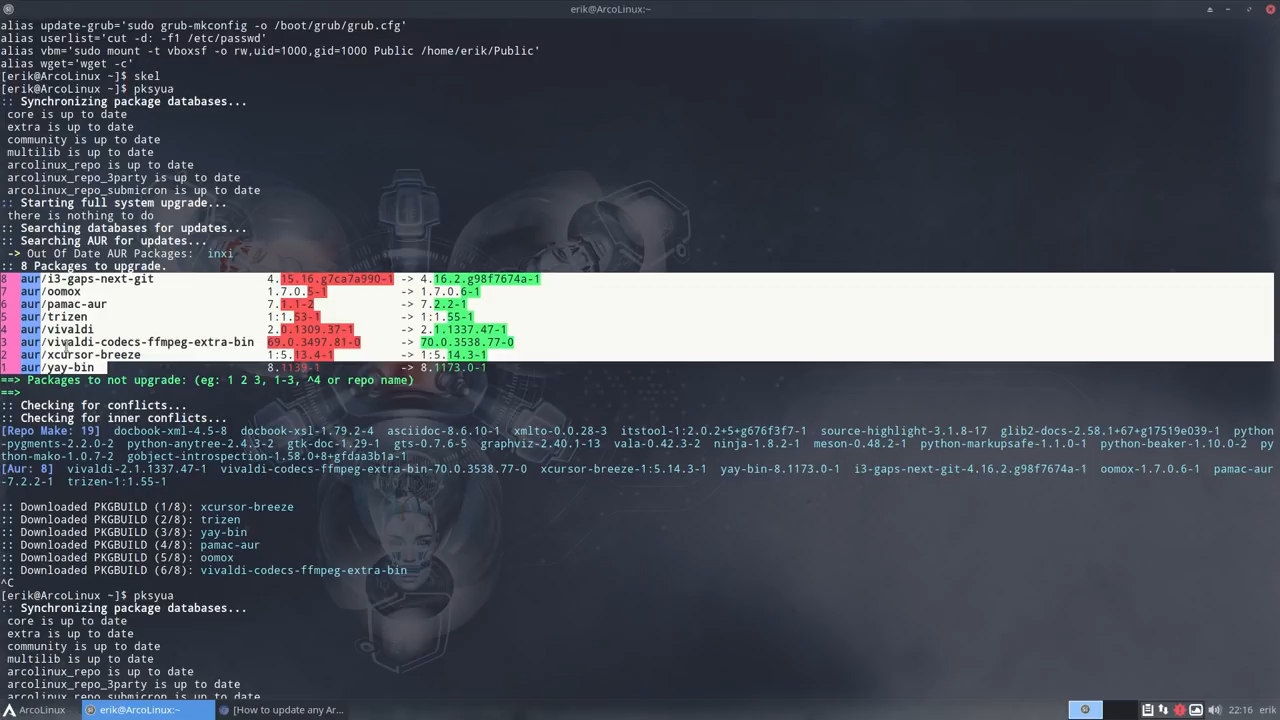 erik@ArcoLinux:~
alias update-grub='sudo grub-mkconfig -o /boot/grub/grub.cfg'
alias userlist='cut -d: -f1 /etc/passwd'
alias vbm='sudo mount -t vboxsf -o rw,uid=1000,gid=1000 Public /home/erik/Public'
alias wget='wget -c'
[erik@ArcoLinux ~]$ skel
[erik@ArcoLinux ~]$ pksyua
:: Synchronizing package databases...
core is up to date
extra is up to date
community is up to date
multilib is up to date
arcolinux_repo is up to date
arcolinux_repo_3party is up to date
arcolinux_repo_submicron is up to date
:: Starting full system upgrade...
there is nothing to do
:: Searching databases for updates...
:: Searching AUR for updates...
-> Out Of Date AUR Packages:  inxi
:: 8 Packages to upgrade.
8  aur/i3-gaps-next-git  4.15.16.g7ca7a990-1  -> 4.16.2.g98f7674a-1
7  aur/oomox  1.7.0.5-1  -> 1.7.0.6-1
6  aur/pamac-aur  7.1.1-2  -> 7.2.2-1
5  aur/trizen  1:1.53-1  -> 1:1.55-1
4  aur/vivaldi  2.0.1309.37-1  -> 2.1.1337.47-1
3  aur/vivaldi-codecs-ffmpeg-extra-bin  69.0.3497.81-0  -> 70.0.3538.77-0
2  aur/xcursor-breeze  1:5.13.4-1  -> 1:5.14.3-1
1  aur/yay-bin  8.1139-1  -> 8.1173.0-1
==> Packages to not upgrade: (eg: 1 2 3, 1-3, ^4 or repo name)
==>
:: Checking for conflicts...
:: Checking for inner conflicts...
[Repo Make: 19]  docbook-xml-4.5-8  docbook-xsl-1.79.2-4  asciidoc-8.6.10-1  xmlto-0.0.28-3  itstool-1:2.0.2+5+g676f3f7-1  source-highlight-3.1.8-17  glib2-docs-2.58.1+67+g17519e039-1  python
-pygments-2.2.0-2  python-anytree-2.4.3-2  gtk-doc-1.29-1  gts-0.7.6-5  graphviz-2.40.1-13  vala-0.42.3-2  ninja-1.8.2-1  meson-0.48.2-1  python-markupsafe-1.1.0-1  python-beaker-1.10.0-2  py
thon-mako-1.0.7-2  gobject-introspection-1.58.0+8+gfdaa3b1a-1
[Aur: 8]  vivaldi-2.1.1337.47-1  vivaldi-codecs-ffmpeg-extra-bin-70.0.3538.77-0  xcursor-breeze-1:5.14.3-1  yay-bin-8.1173.0-1  i3-gaps-next-git-4.16.2.g98f7674a-1  oomox-1.7.0.6-1  pamac-aur
-7.2.2-1  trizen-1:1.55-1
:: Downloaded PKGBUILD (1/8): xcursor-breeze
:: Downloaded PKGBUILD (2/8): trizen
:: Downloaded PKGBUILD (3/8): yay-bin
:: Downloaded PKGBUILD (4/8): pamac-aur
:: Downloaded PKGBUILD (5/8): oomox
:: Downloaded PKGBUILD (6/8): vivaldi-codecs-ffmpeg-extra-bin
^C
[erik@ArcoLinux ~]$ pksyua
:: Synchronizing package databases...
core is up to date
extra is up to date
community is up to date
multilib is up to date
arcolinux_repo is up to date
arcolinux_repo_3party is up to date
arcolinux_repo_submicron is up to date
ArcoLinux
erik@ArcoLinux:~
[How to update any Ar...
22:16 erik